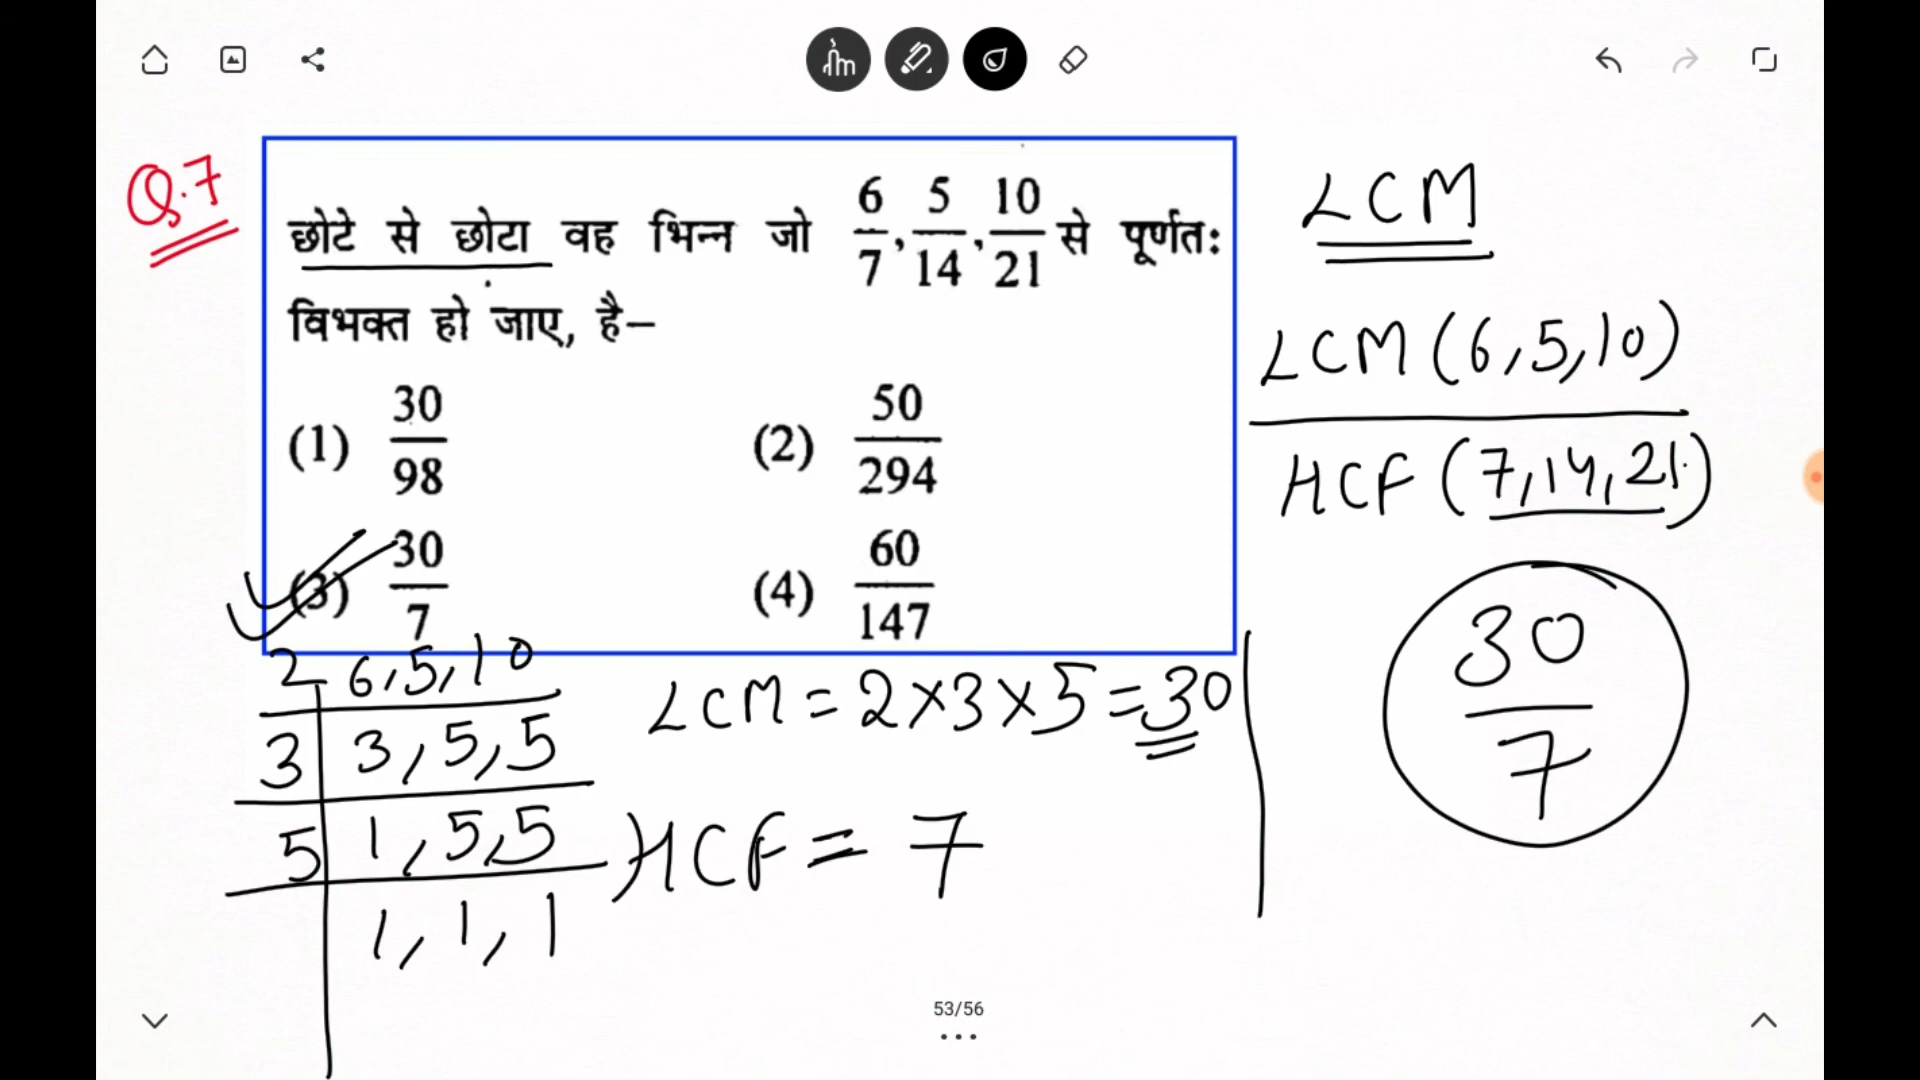 Q.7
छोटे से छोटा वह भिन्न जो 6/7, 5/14, 10/21 से पूर्णतः
विभक्त हो जाए, है–
(1) 30/98 (2) 50/294
(3) 30/7 (4) 60/147
LCM
LCM (6,5,10)
HCF (7,14,21)
30
7
2 6,5,10
3 3,5,5
5 1,5,5
1,1,1
LCM = 2×3×5=30
HCF = 7
53/56